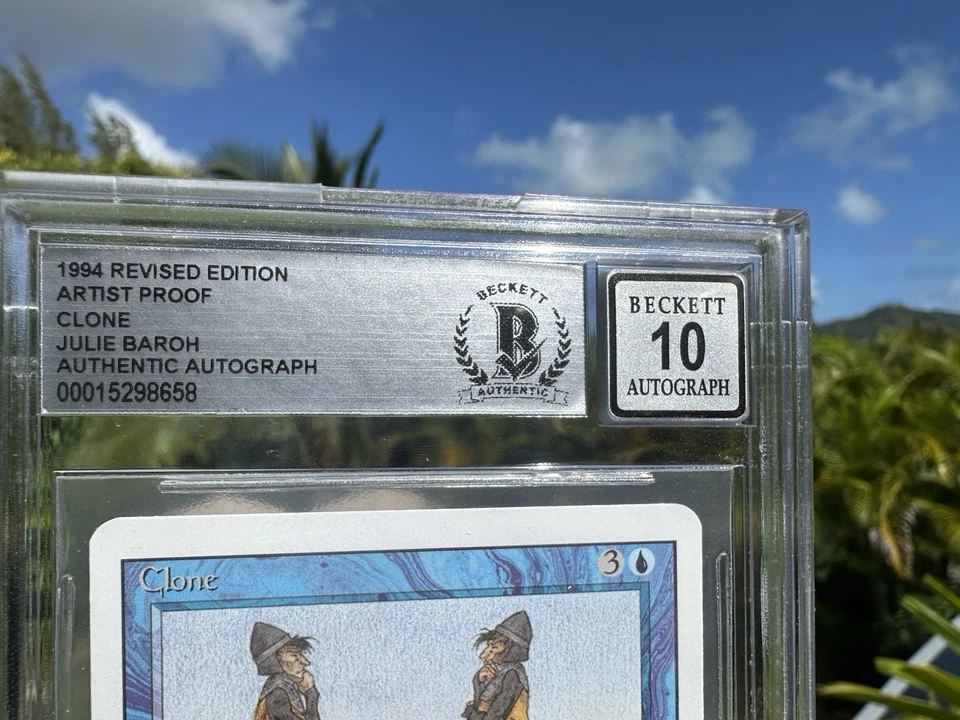 1994 REVISED EDITION
ARTIST PROOF
CLONE
JULIE BAROH
AUTHENTIC AUTOGRAPH
00015298658
BECKETT
B
AUTHENTIC
BECKETT
10
AUTOGRAPH
Clone
3